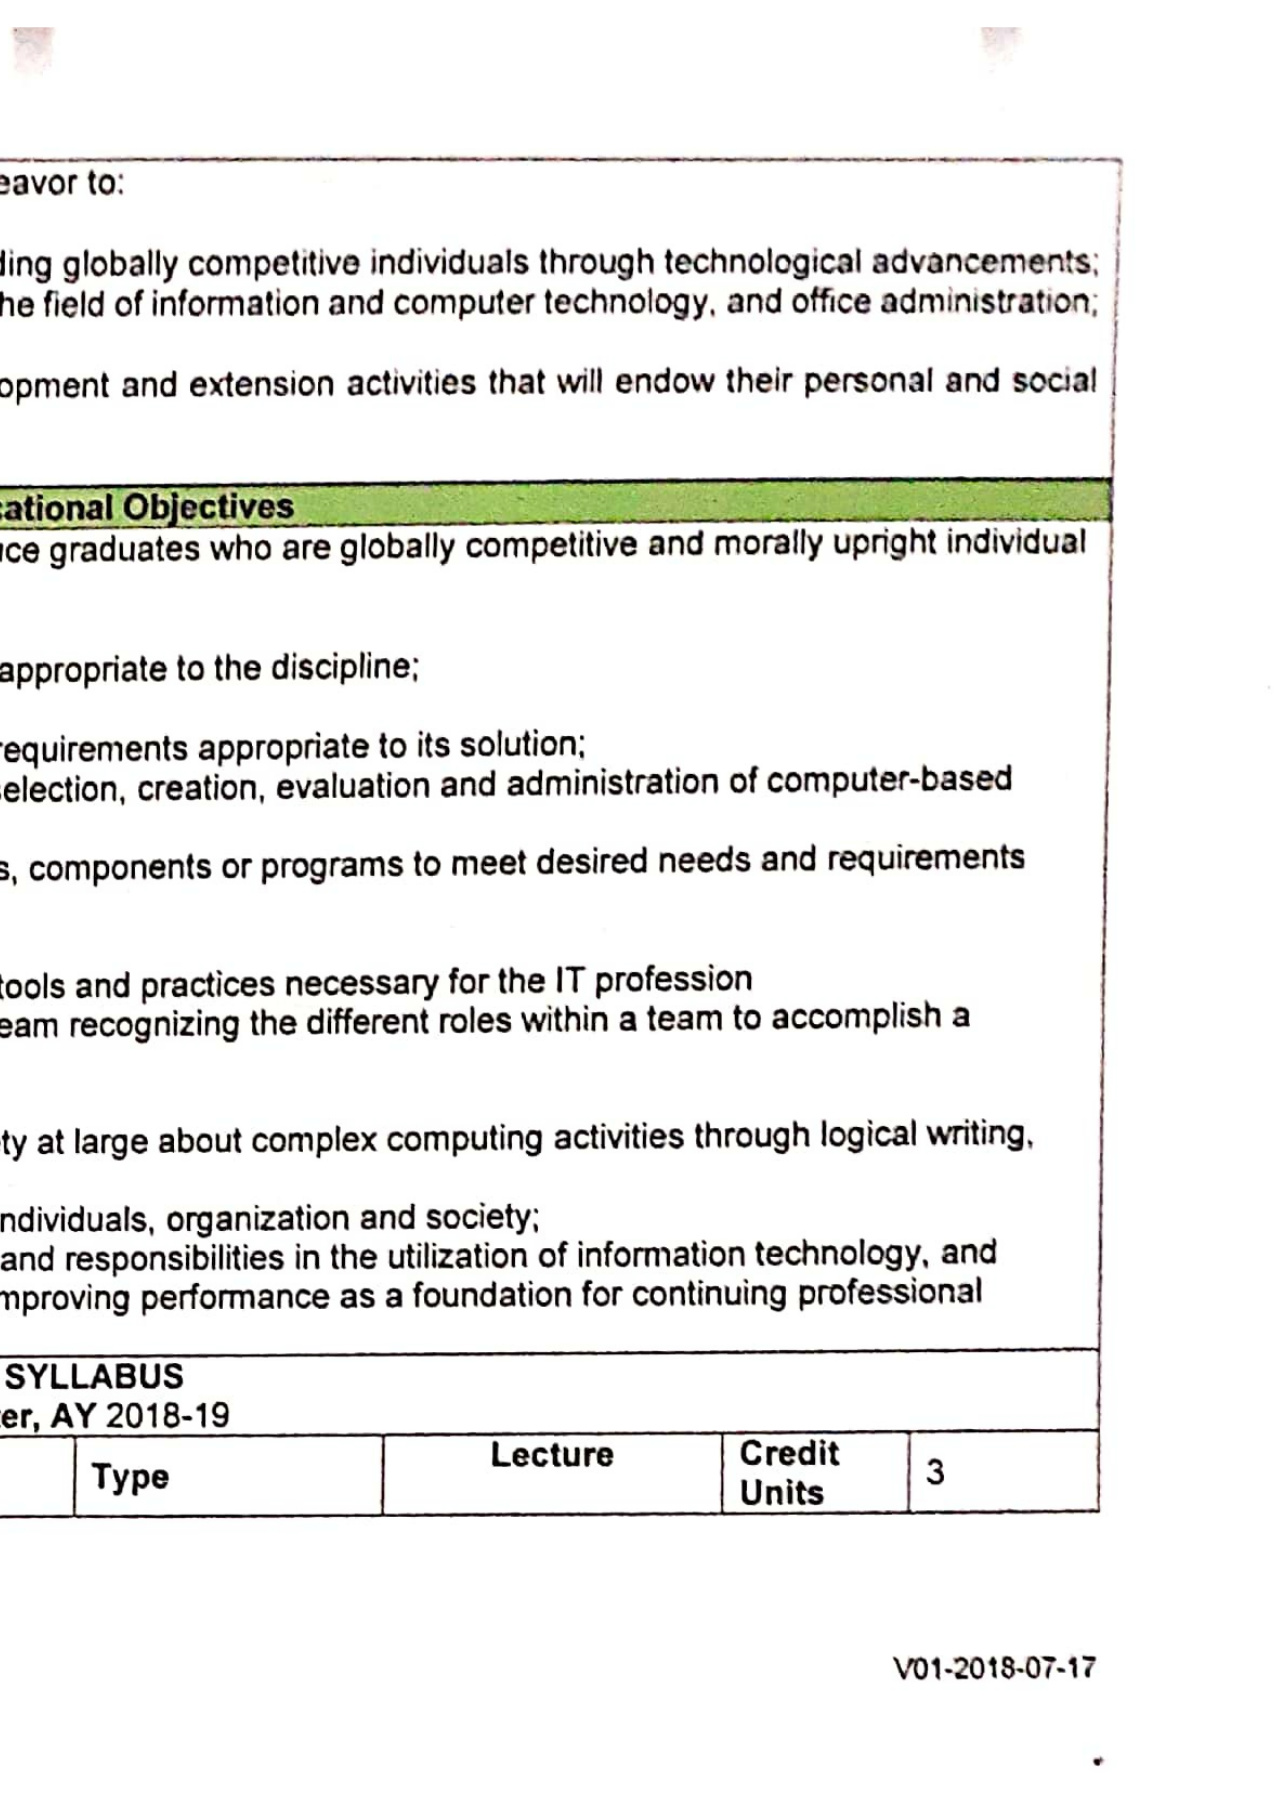 eavor to:
ding globally competitive individuals through technological advancements;
he field of information and computer technology, and office administration;
opment and extension activities that will endow their personal and social
cational Objectives
uce graduates who are globally competitive and morally upright individual
appropriate to the discipline;
requirements appropriate to its solution;
selection, creation, evaluation and administration of computer-based
s, components or programs to meet desired needs and requirements
tools and practices necessary for the IT profession
eam recognizing the different roles within a team to accomplish a
ty at large about complex computing activities through logical writing,
ndividuals, organization and society;
and responsibilities in the utilization of information technology, and
mproving performance as a foundation for continuing professional
SYLLABUS
ter, AY 2018-19
Type Lecture Credit Units 3
V01-2018-07-17